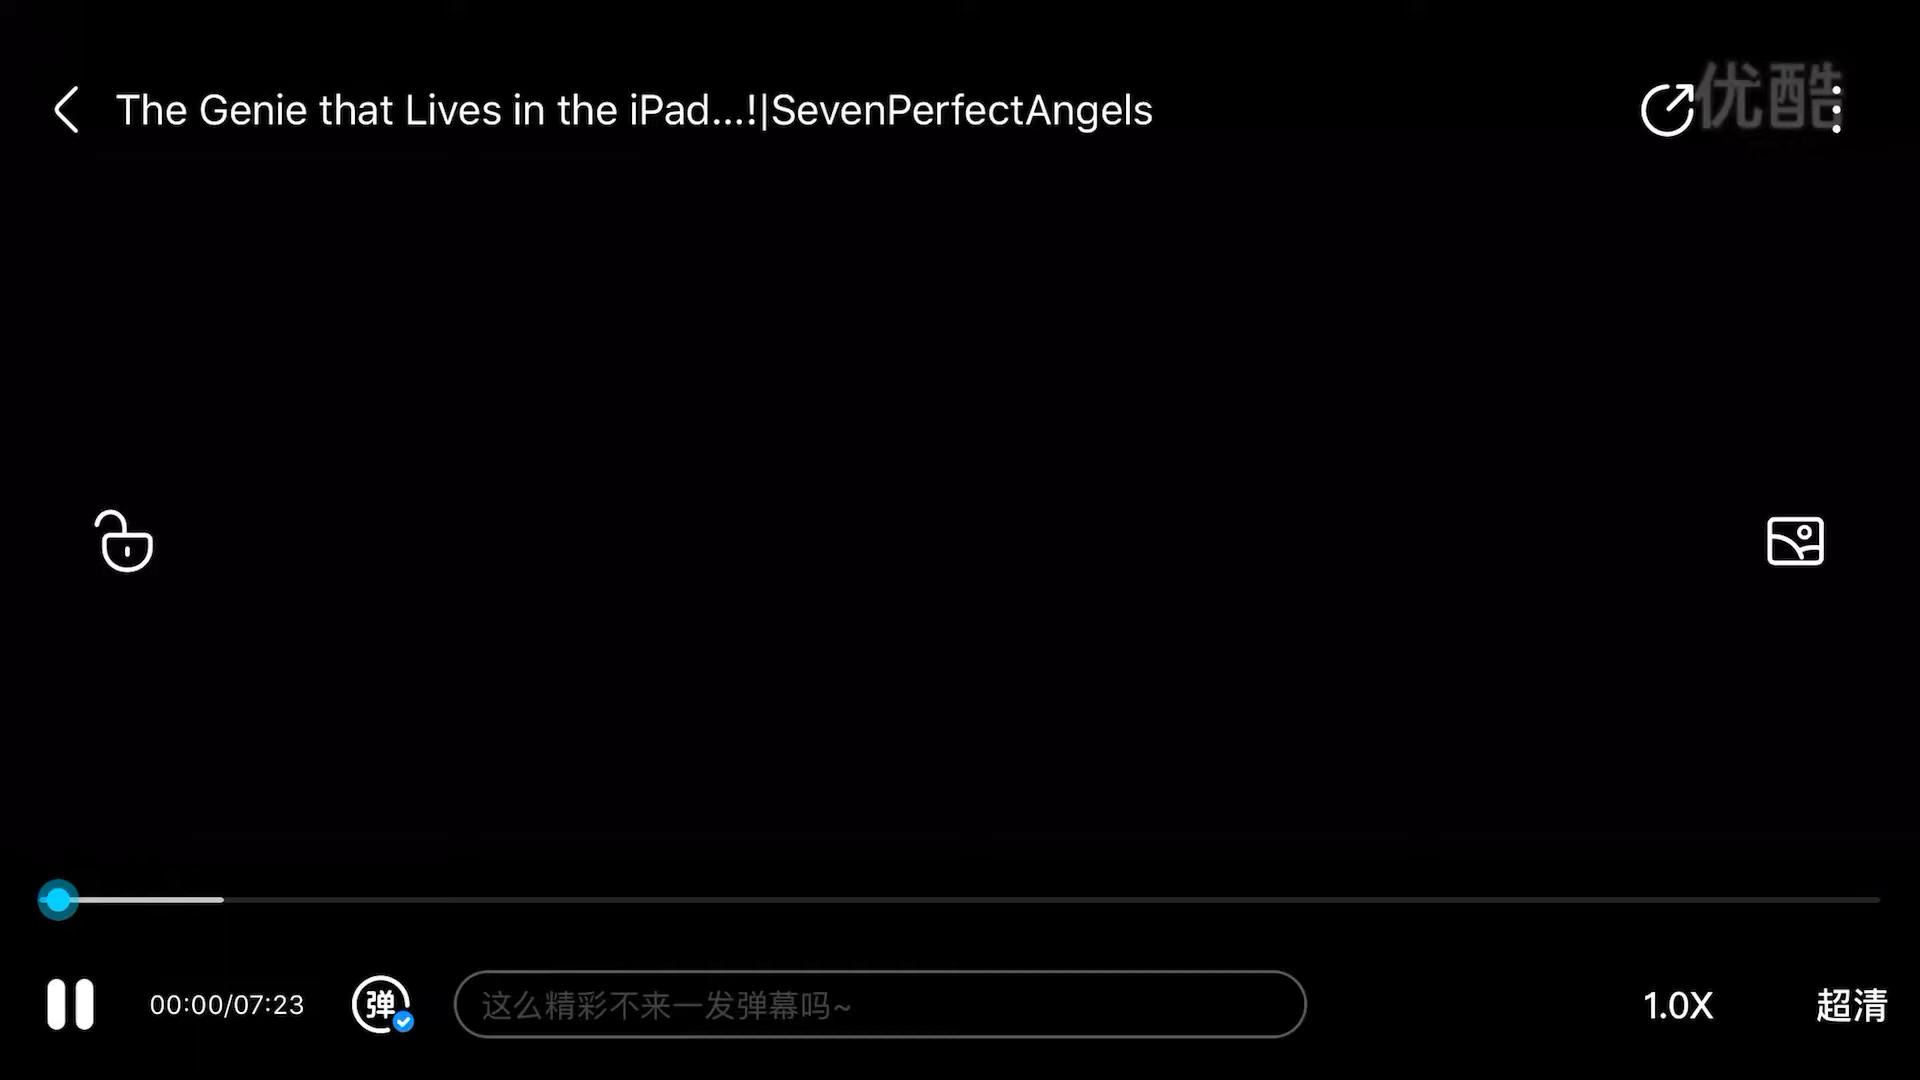 The Genie that Lives in the iPad...!|SevenPerfectAngels
优酷
00:00/07:23
弹
这么精彩不来一发弹幕吗~
1.0X
超清